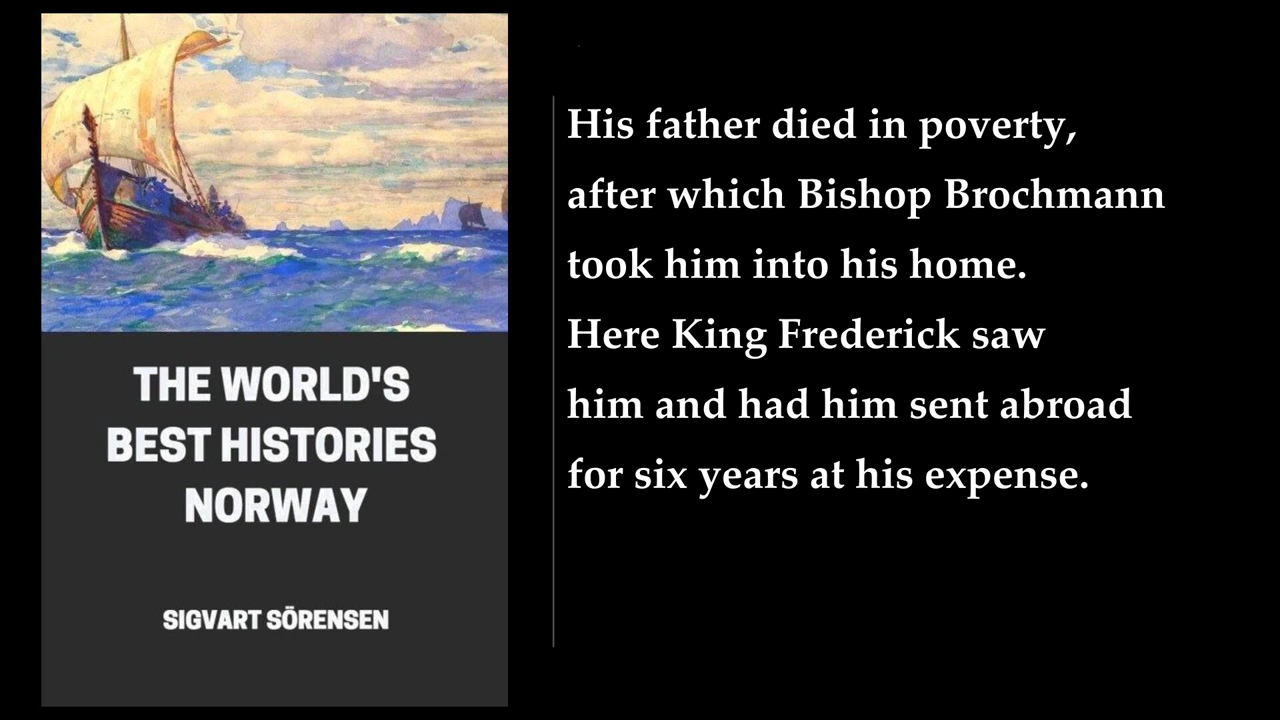 THE WORLD'S
BEST HISTORIES
NORWAY
SIGVART SÖRENSEN
His father died in poverty,
after which Bishop Brochmann
took him into his home.
Here King Frederick saw
him and had him sent abroad
for six years at his expense.